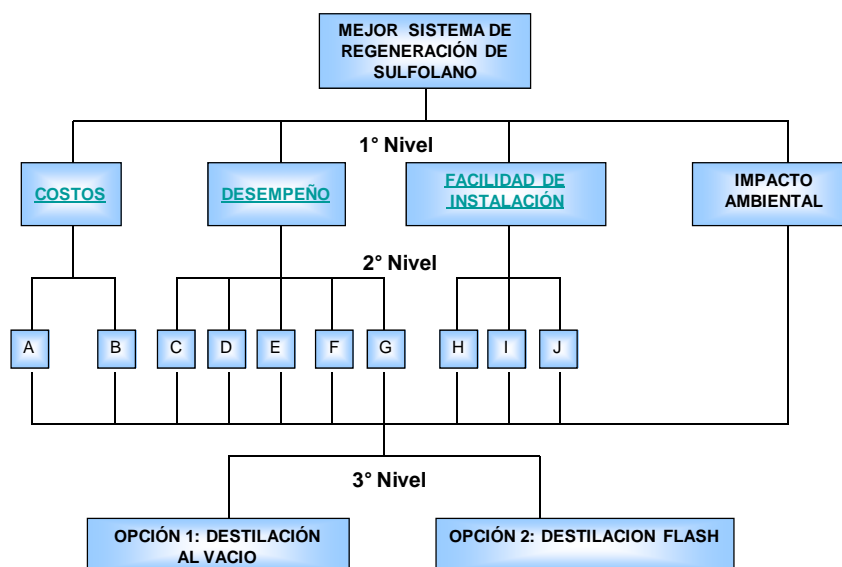 MEJOR SISTEMA DE
REGENERACIÓN DE
SULFOLANO
1° Nivel
COSTOS
DESEMPEÑO
FACILIDAD DE
INSTALACIÓN
IMPACTO
AMBIENTAL
2° Nivel
A
B
C
D
E
F
G
H
I
J
3° Nivel
OPCIÓN 1: DESTILACIÓN
AL VACIO
OPCIÓN 2: DESTILACION FLASH